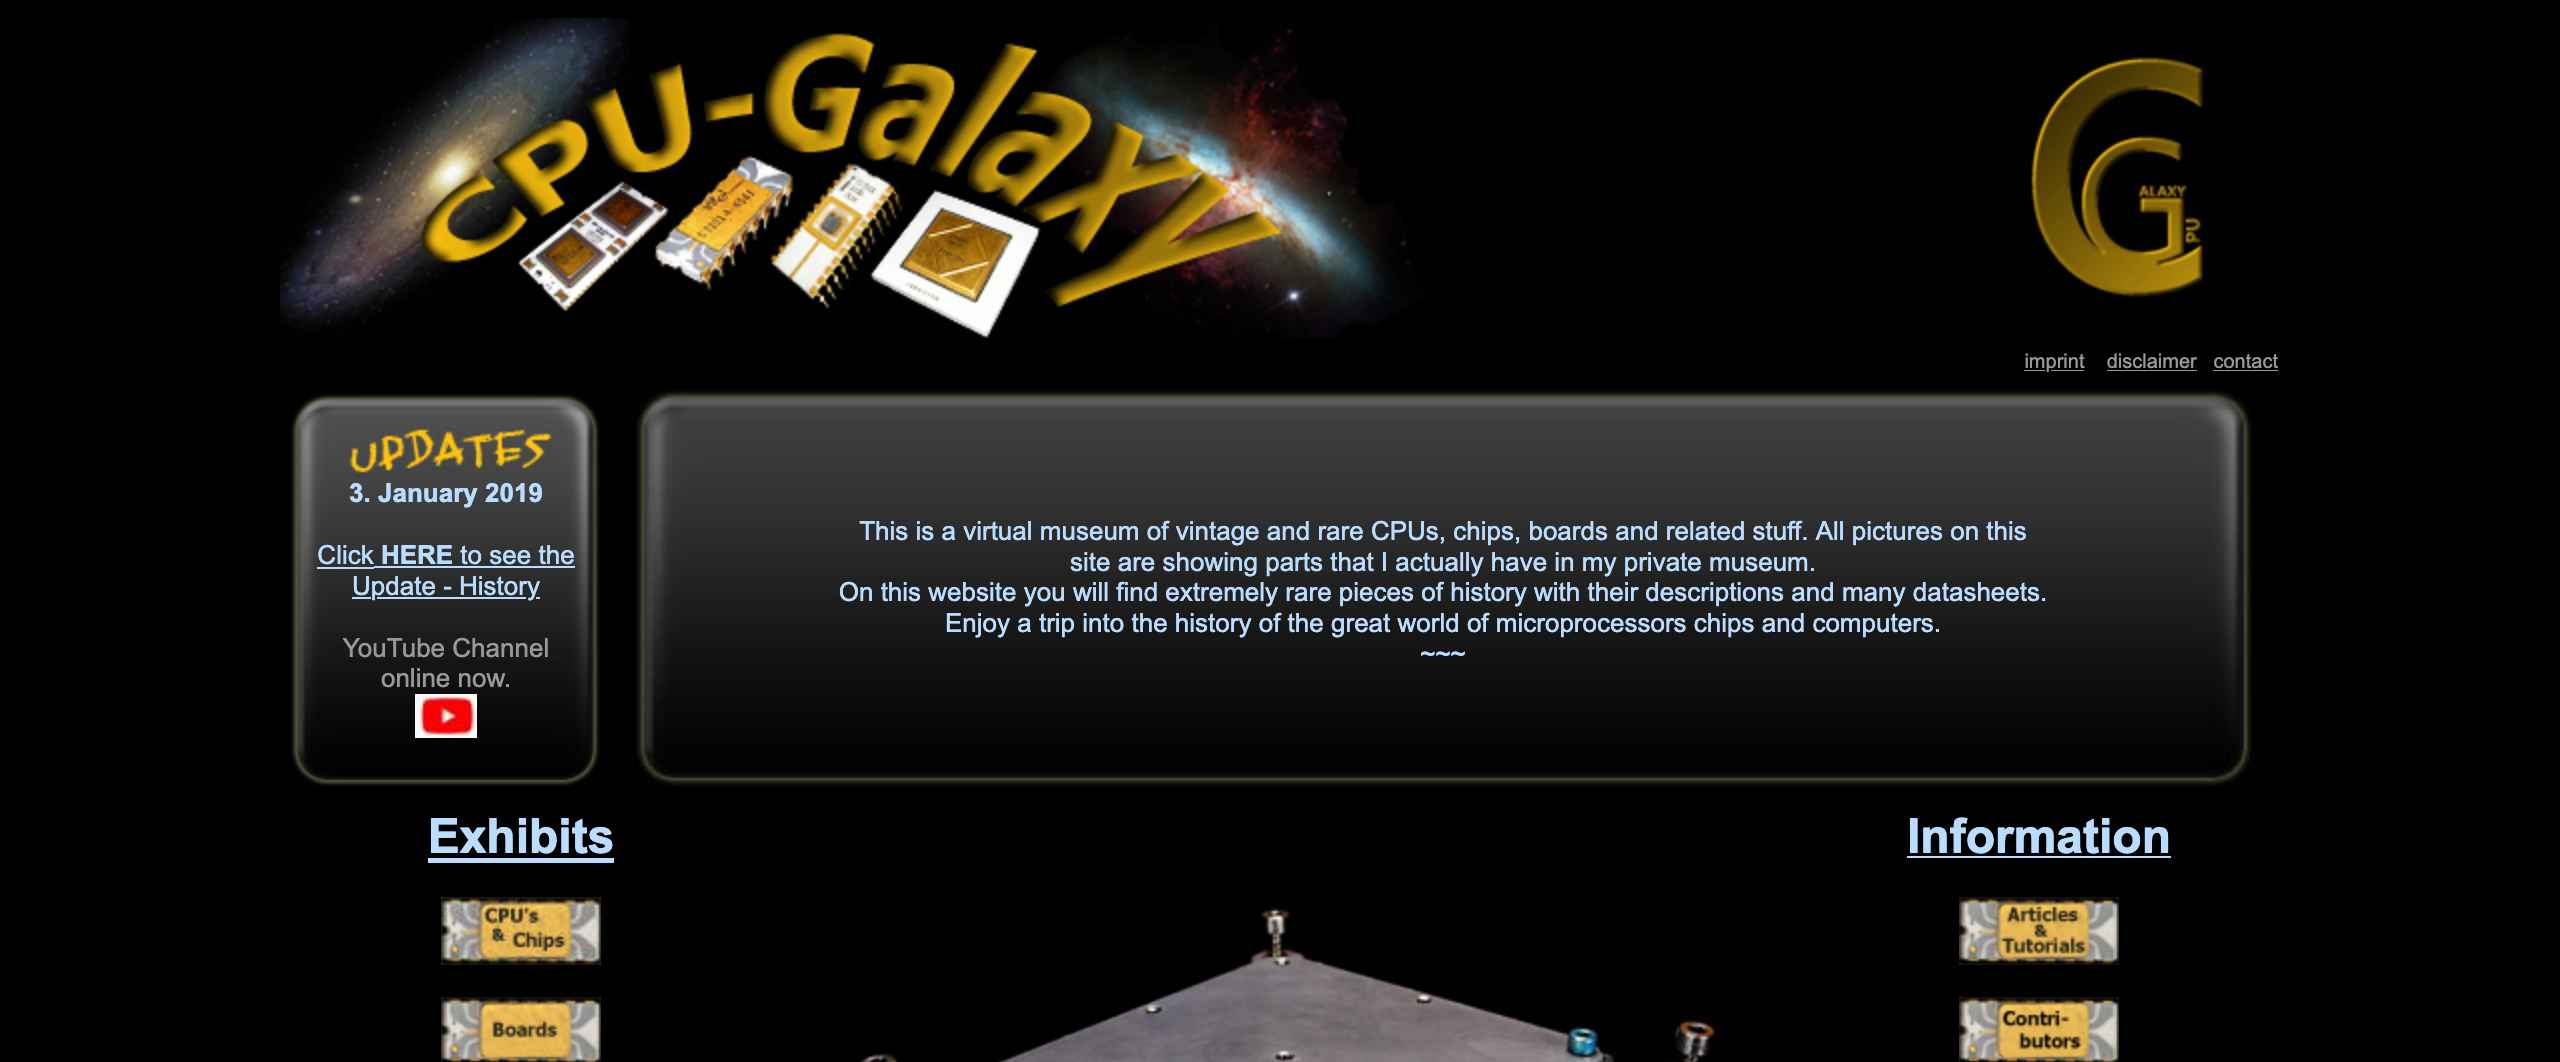 CPU-Galaxy
C
G
ALAXY
PU
imprint disclaimer contact
UPDATES
3. January 2019
Click HERE to see the
Update - History
YouTube Channel
online now.
This is a virtual museum of vintage and rare CPUs, chips, boards and related stuff. All pictures on this
site are showing parts that I actually have in my private museum.
On this website you will find extremely rare pieces of history with their descriptions and many datasheets.
Enjoy a trip into the history of the great world of microprocessors chips and computers.
~~~
Exhibits
CPU's
& Chips
Boards
Information
Articles
&
Tutorials
Contri-
butors